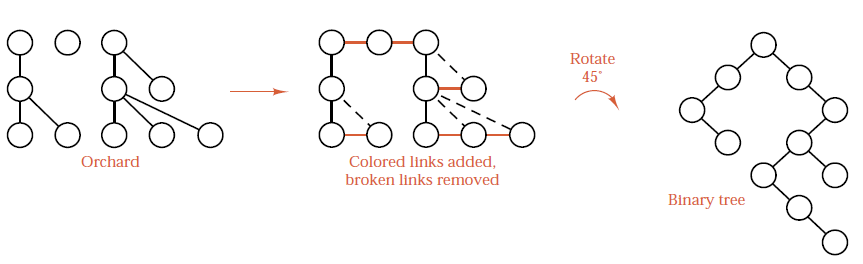 Rotate
45°
Orchard
Colored links added,
broken links removed
Binary tree